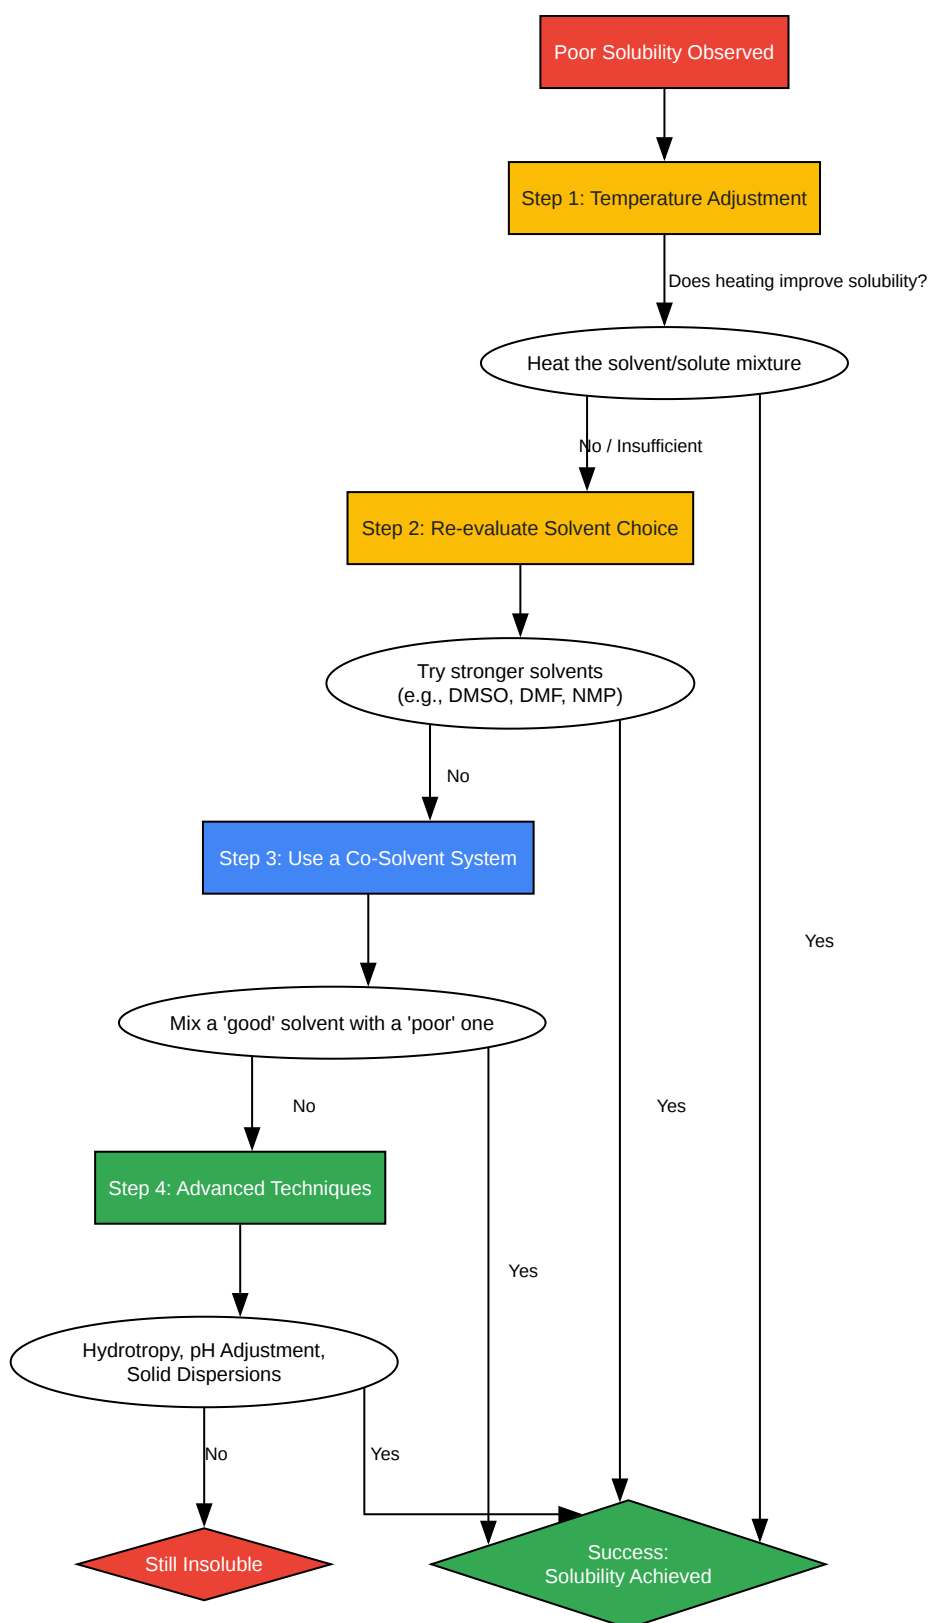 Poor Solubility Observed
Step 1: Temperature Adjustment
Does heating improve solubility?
Heat the solvent/solute mixture
No / Insufficient
Step 2: Re-evaluate Solvent Choice
Try stronger solvents
(e.g., DMSO, DMF, NMP)
No
Step 3: Use a Co-Solvent System
Yes
Mix a 'good' solvent with a 'poor' one
No
Yes
Step 4: Advanced Techniques
Yes
Hydrotropy, pH Adjustment,
Solid Dispersions
No
Yes
Still Insoluble
Success:
Solubility Achieved